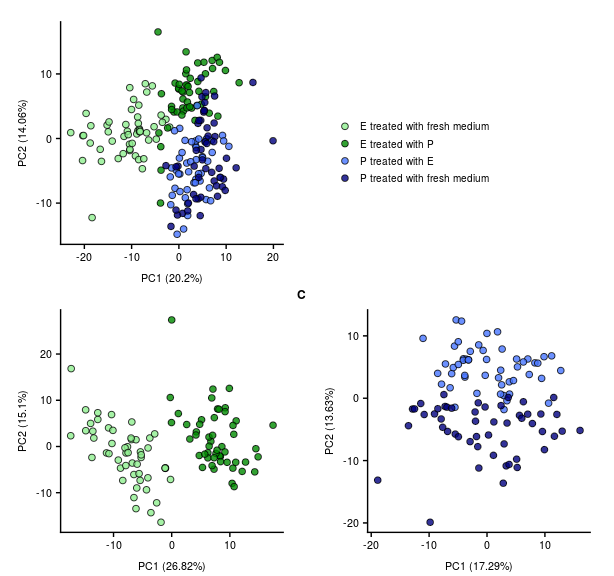 10
0
-10
PC2 (14.06%)
-20
-10
0
10
20
PC1 (20.2%)
E treated with fresh medium
E treated with P
P treated with E
P treated with fresh medium
C
20
10
0
-10
PC2 (15.1%)
-10
0
10
PC1 (26.82%)
10
0
-10
-20
PC2 (13.63%)
-20
-10
0
10
PC1 (17.29%)